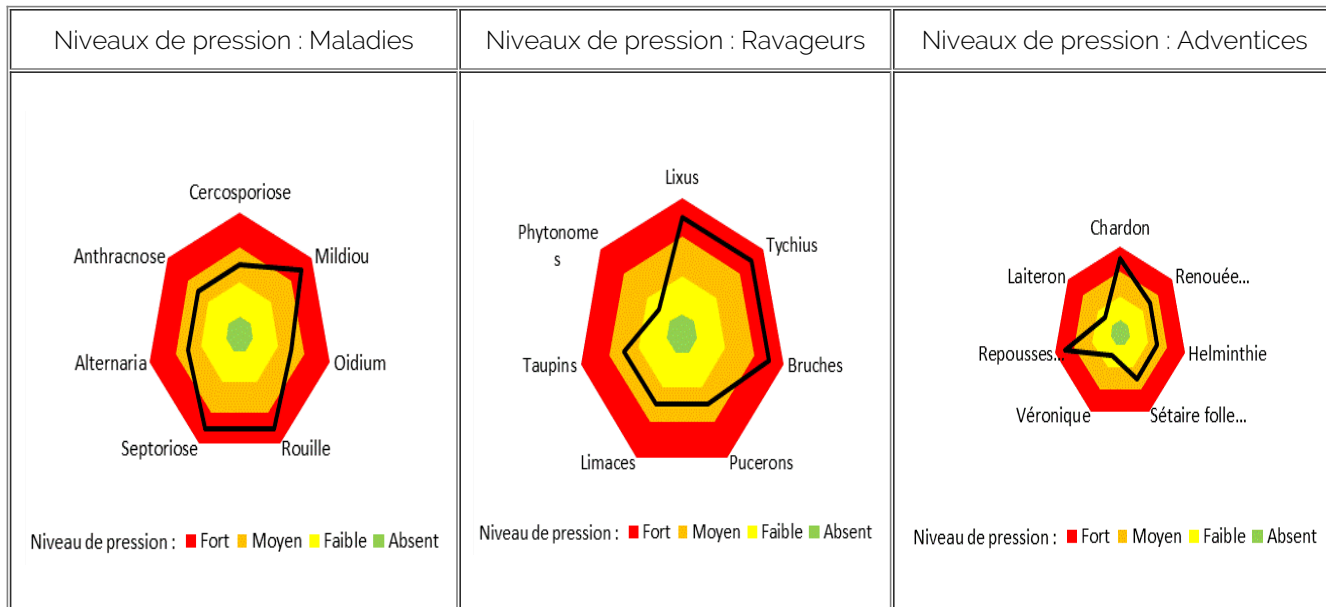 Niveaux de pression : Maladies
Niveaux de pression : Ravageurs
Niveaux de pression : Adventices
Cercosporiose
Mildiou
Oidium
Rouille
Septoriose
Alternaria
Anthracnose
Niveau de pression : Fort Moyen Faible Absent
Lixus
Tychius
Bruches
Pucerons
Limaces
Taupins
Phytonome
s
Niveau de pression : Fort Moyen Faible Absent
Chardon
Renouée...
Helminthie
Sétaire folle...
Véronique
Repousses...
Laiteron
Niveau de pression : Fort Moyen Faible Absent